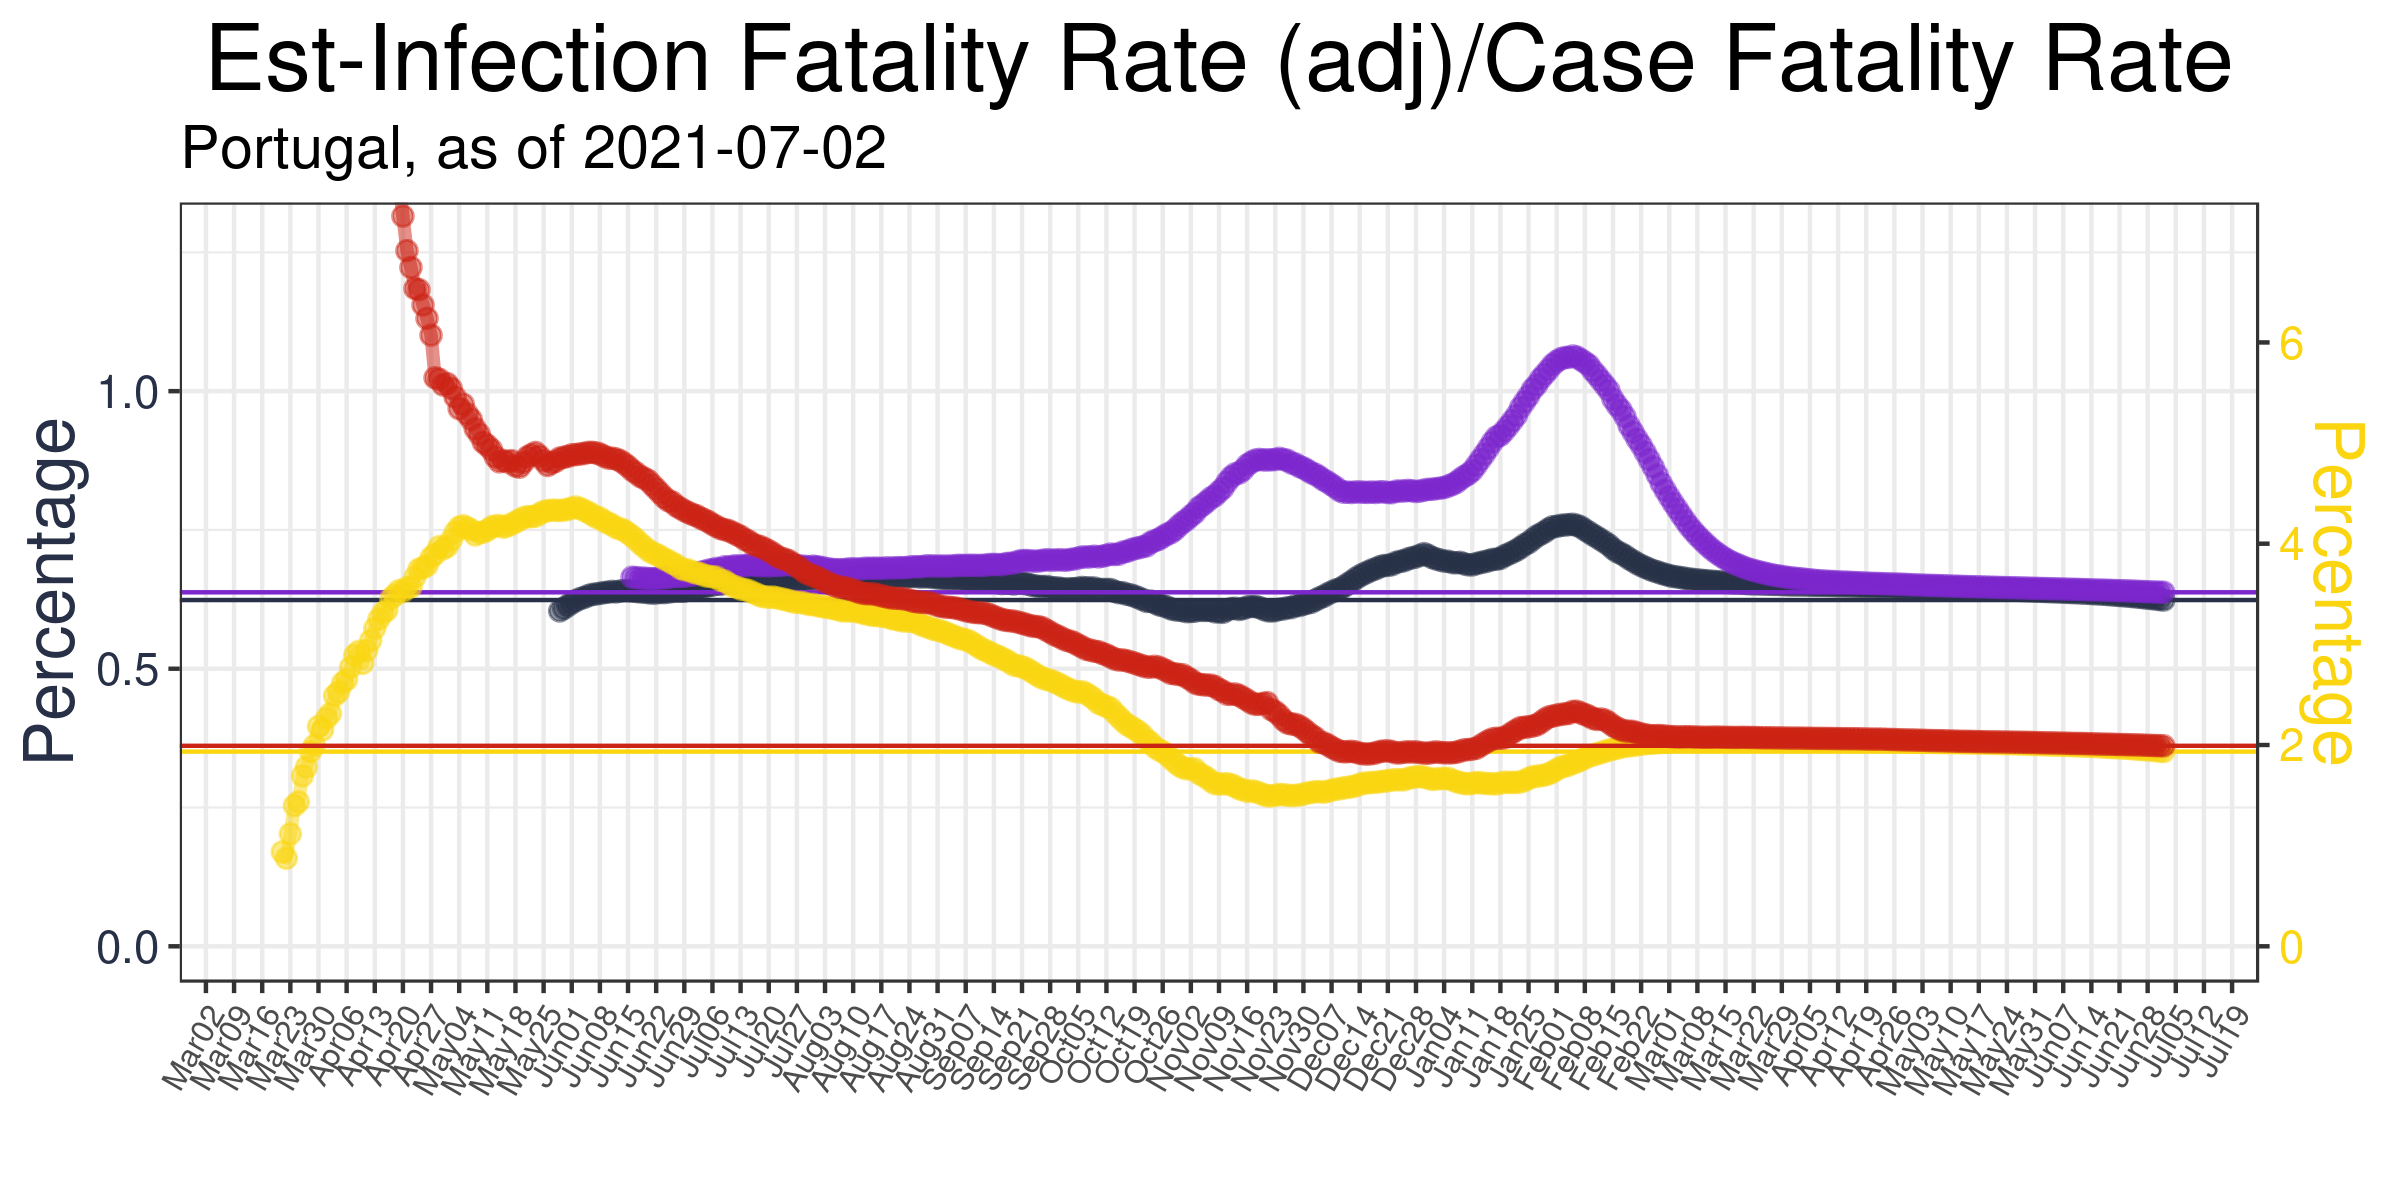 Est-Infection Fatality Rate (adj)/Case Fatality Rate
Portugal, as of 2021-07-02
Percentage
1.0
0.5
0.0
6
4
2
0
Percentage
Mar02
Mar09
Mar16
Mar23
Mar30
Apr06
Apr13
Apr20
Apr27
May04
May11
May18
May25
Jun01
Jun08
Jun15
Jun22
Jun29
Jul06
Jul13
Jul20
Jul27
Aug03
Aug10
Aug17
Aug24
Aug31
Sep07
Sep14
Sep21
Sep28
Oct05
Oct12
Oct19
Oct26
Nov02
Nov09
Nov16
Nov23
Nov30
Dec07
Dec14
Dec21
Dec28
Jan04
Jan11
Jan18
Jan25
Feb01
Feb08
Feb15
Feb22
Mar01
Mar08
Mar15
Mar22
Mar29
Apr05
Apr12
Apr19
Apr26
May03
May10
May17
May24
May31
Jun07
Jun14
Jun21
Jun28
Jul05
Jul12
Jul19